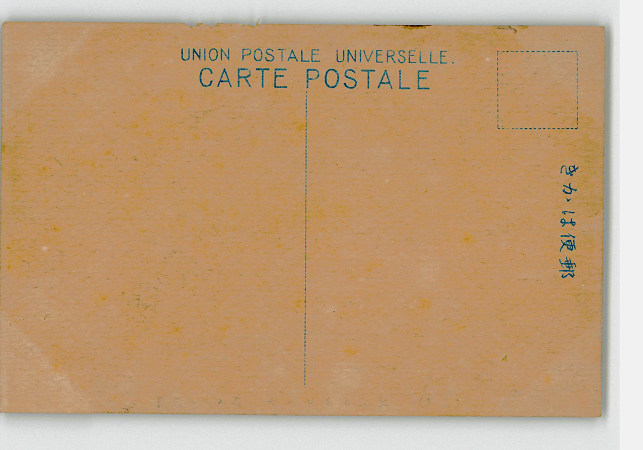 UNION POSTALE UNIVERSELLE.
CARTE POSTALE
きかは便郵